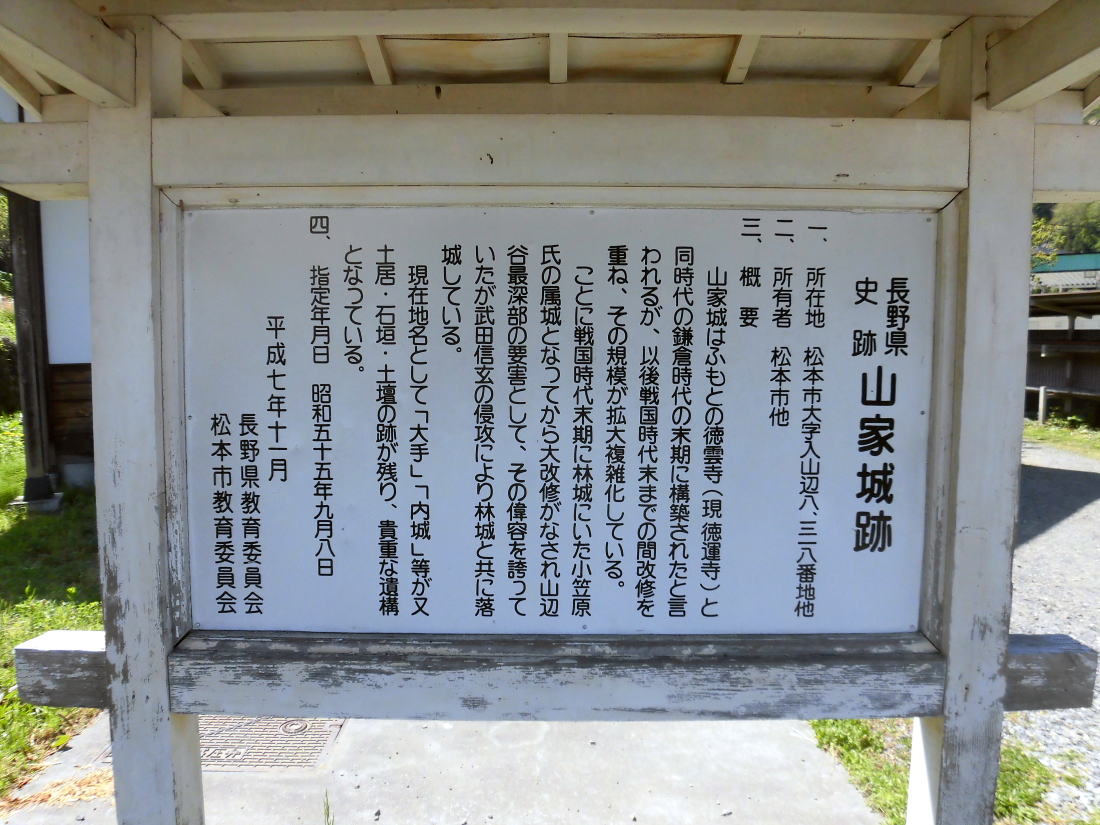 長野県
史跡 山家城跡
一、所在地 松本市大字入山辺八、三二八番地他
二、所有者 松本市他
三、概要
山家城はふもとの徳雲寺(現徳運寺)と
同時代の鎌倉時代の末期に構築されたと言
われるが、以後戦国時代末までの間改修を
重ね、その規模が拡大複雑化している。
ことに戦国時代末期に林城にいた小笠原
氏の属城となってから大改修がなされ山辺
谷最深部の要害として、その偉容を誇って
いたが武田信玄の侵攻により林城と共に落
城している。
現在地名として「大手」「内城」等が又
土居・石垣・土壇の跡が残り、貴重な遺構
となっている。
四、指定年月日 昭和五十五年九月八日
平成七年十一月
長野県教育委員会
松本市教育委員会